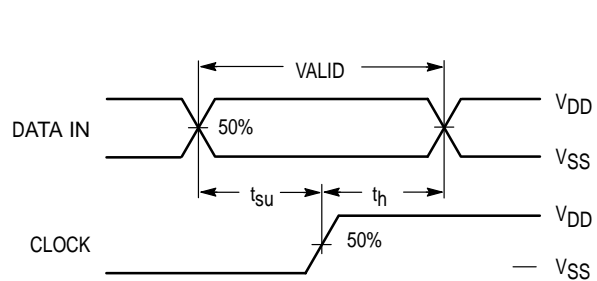 VALID
VDD
DATA IN
50%
VSS
tsu
th
VDD
CLOCK
50%
VSS